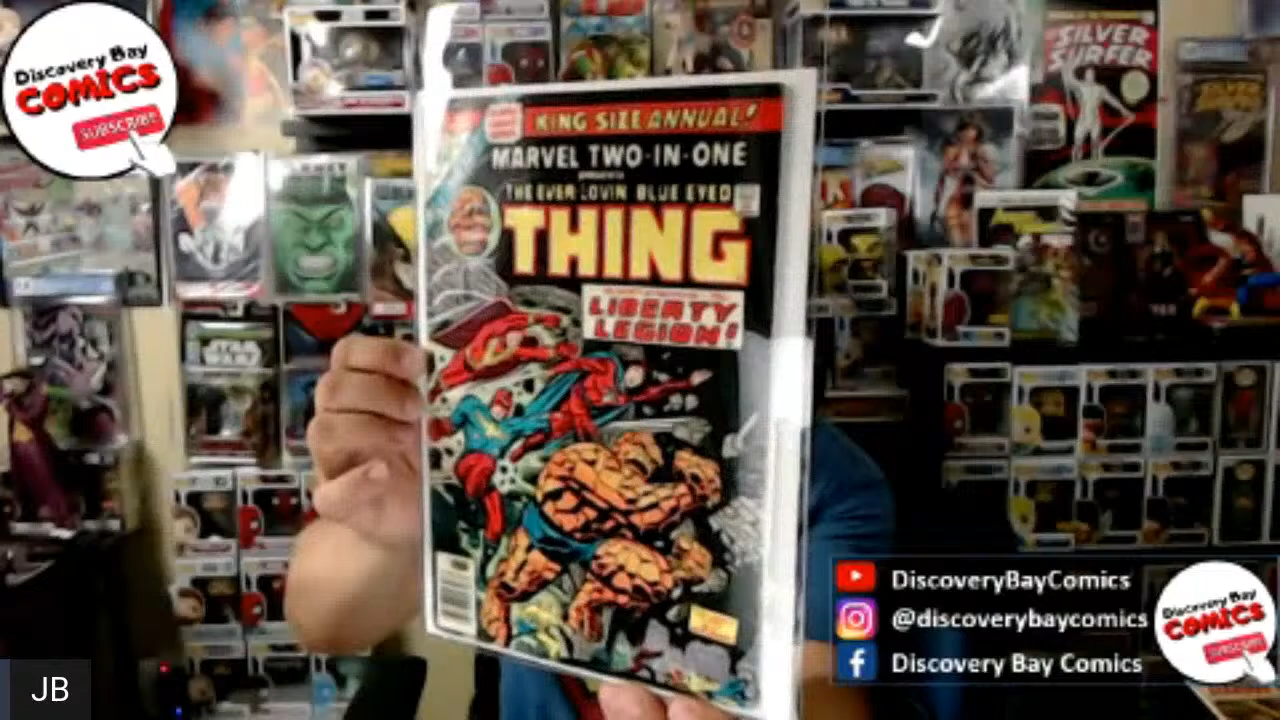 Discovery Bay
COMICS
SUBSCRIBE
KING SIZE ANNUAL!
MARVEL TWO-IN-ONE
THE EVER LOVIN BLUE EYED
THING
LIBERTY
LEGION!
SILVER
SURFER
STAR
WARS
DiscoveryBayComics
@discoverybaycomics
Discovery Bay Comics
Discovery Bay
COMICS
SUBSCRIBE
JB